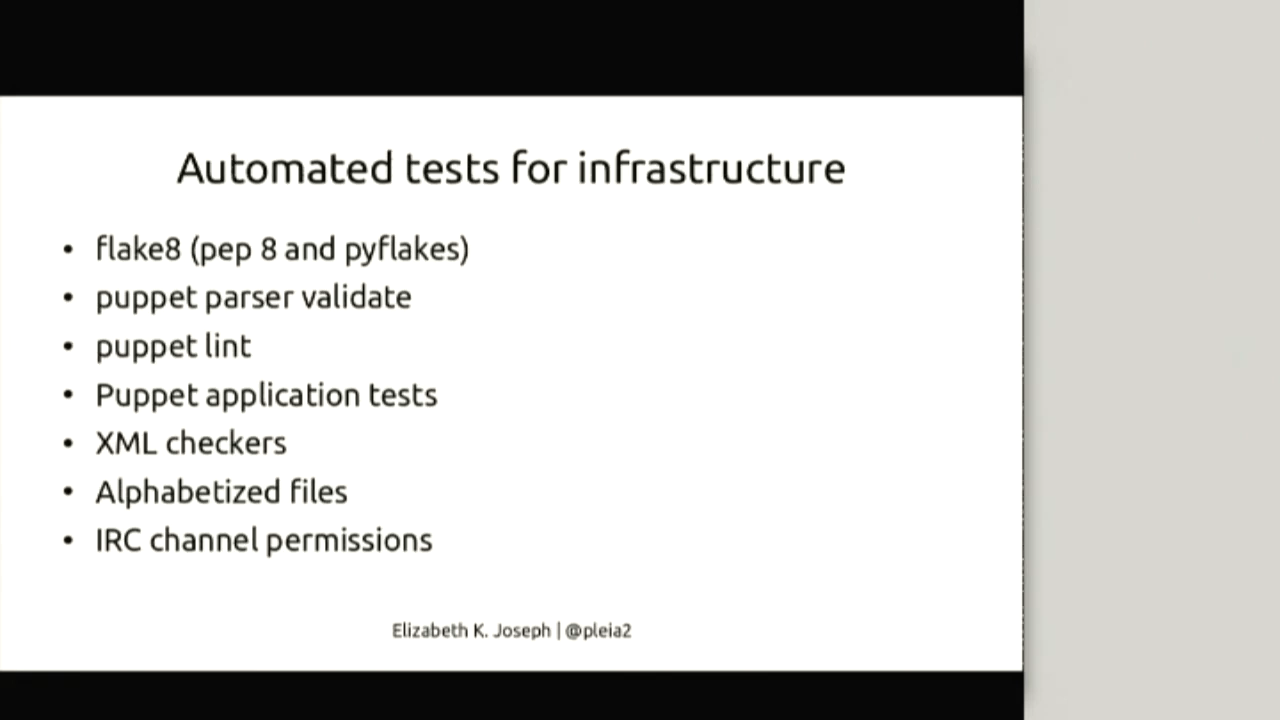 Automated tests for infrastructure
• flake8 (pep 8 and pyflakes)
• puppet parser validate
• puppet lint
• Puppet application tests
• XML checkers
• Alphabetized files
• IRC channel permissions
Elizabeth K. Joseph | @pleia2